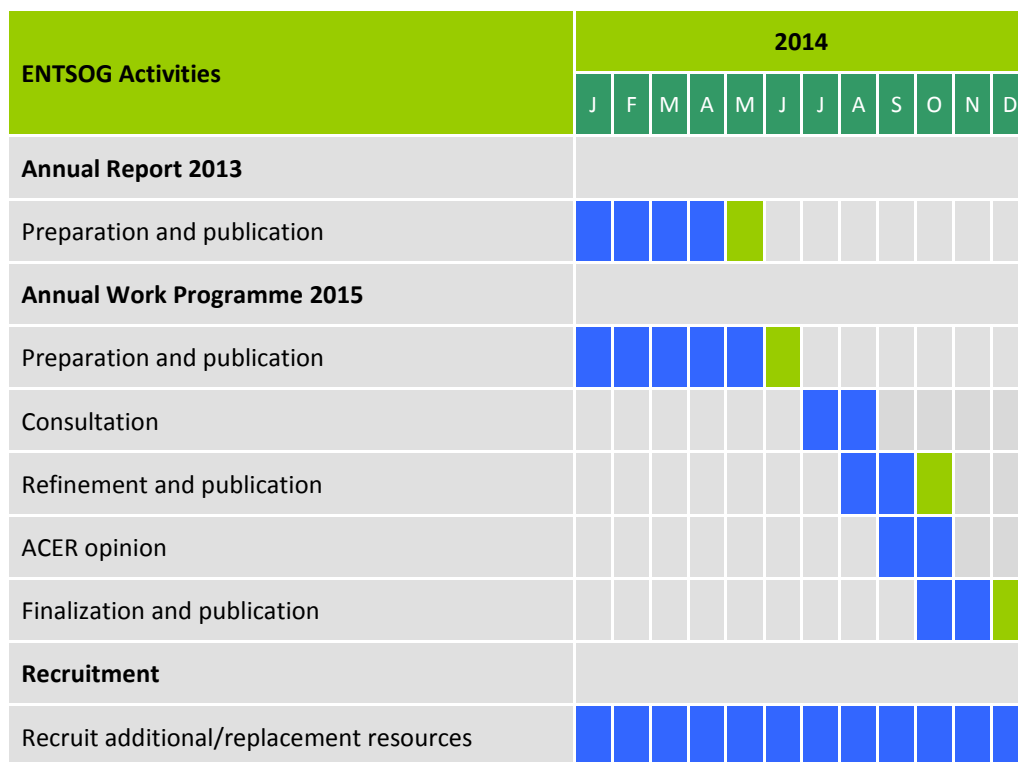 2014
ENTSOG Activities
J F M A M J J A S O N D
Annual Report 2013
Preparation and publication
Annual Work Programme 2015
Preparation and publication
Consultation
Refinement and publication
ACER opinion
Finalization and publication
Recruitment
Recruit additional/replacement resources